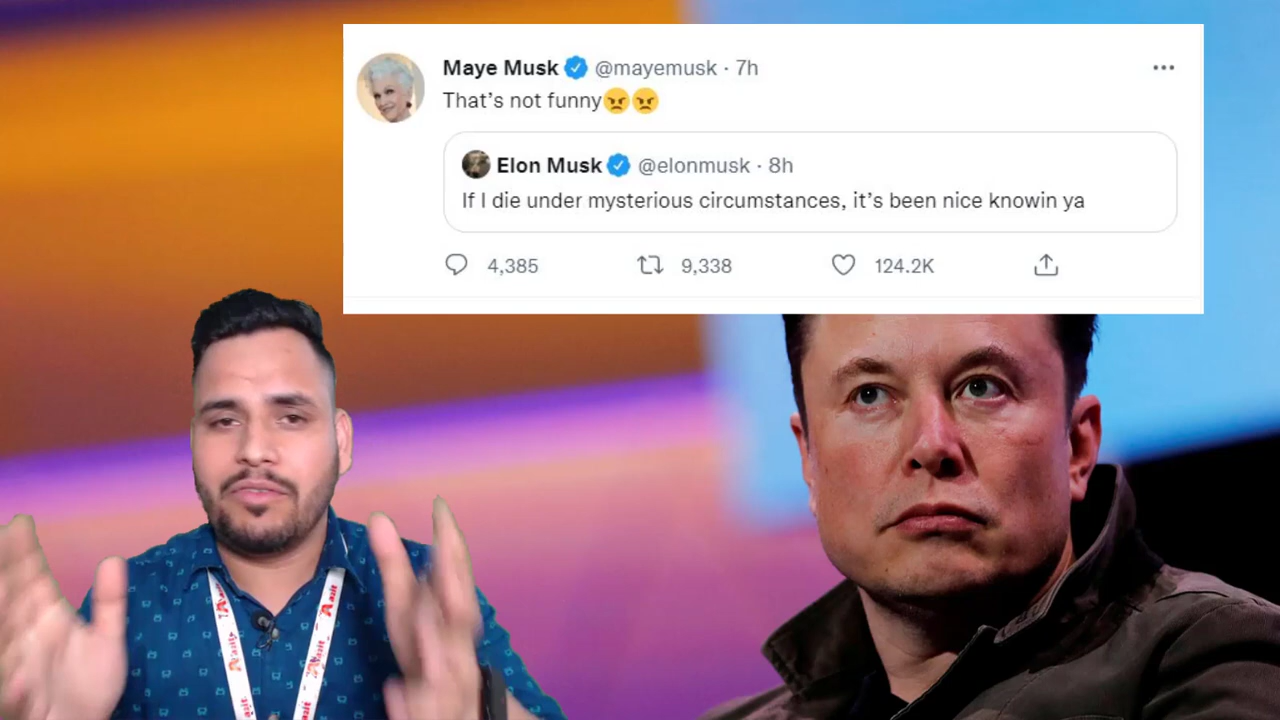 Maye Musk @mayemusk · 7h
That's not funny😠😠
Elon Musk @elonmusk · 8h
If I die under mysterious circumstances, it's been nice knowin ya
4,385 9,338 124.2K